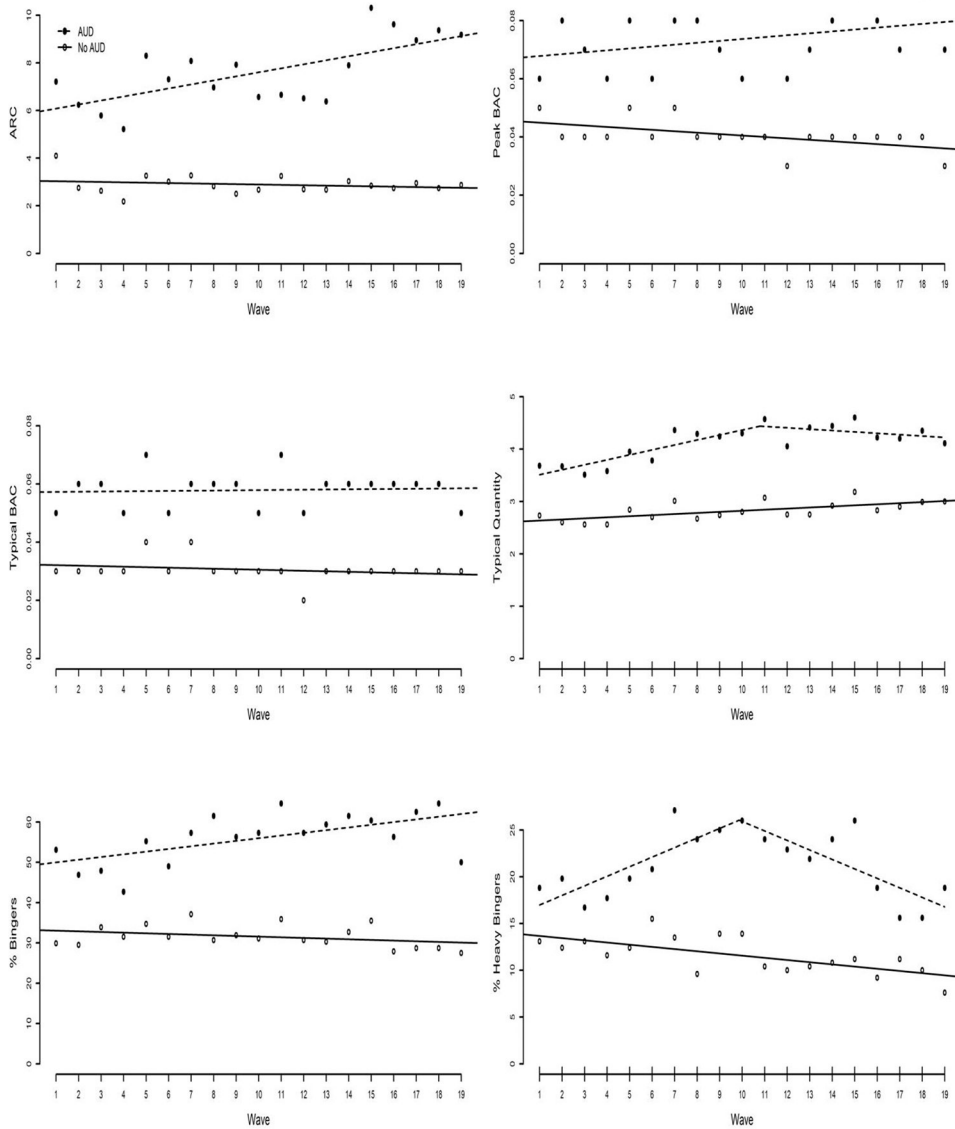 AUD
No AUD
ARC
0 2 4 6 8 10
1 2 3 4 5 6 7 8 9 10 11 12 13 14 15 16 17 18 19
Wave
Peak BAC
0.00 0.02 0.04 0.06 0.08
1 2 3 4 5 6 7 8 9 10 11 12 13 14 15 16 17 18 19
Wave
Typical BAC
0.00 0.02 0.04 0.06 0.08
1 2 3 4 5 6 7 8 9 10 11 12 13 14 15 16 17 18 19
Wave
Typical Quantity
0 1 2 3 4 5
1 2 3 4 5 6 7 8 9 10 11 12 13 14 15 16 17 18 19
Wave
% Bingers
0 10 20 30 40 50 60
1 2 3 4 5 6 7 8 9 10 11 12 13 14 15 16 17 18 19
Wave
% Heavy Bingers
0 5 10 15 20 25
1 2 3 4 5 6 7 8 9 10 11 12 13 14 15 16 17 18 19
Wave